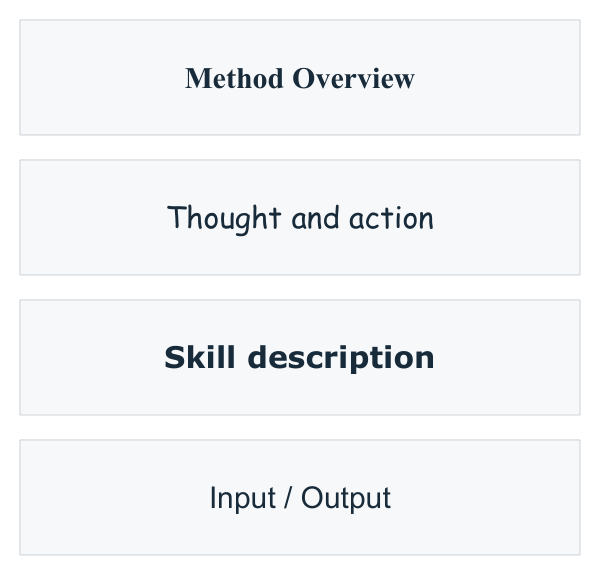 Method Overview
Thought and action
Skill description
Input / Output